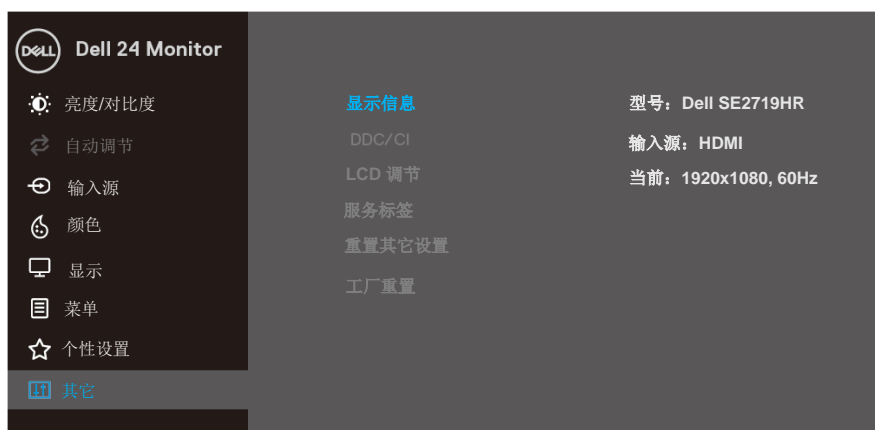 DELL Dell 24 Monitor
亮度/对比度
自动调节
输入源
颜色
显示
菜单
个性设置
其它
显示信息
DDC/CI
LCD 调节
服务标签
重置其它设置
工厂重置
型号：Dell SE2719HR
输入源：HDMI
当前：1920x1080, 60Hz